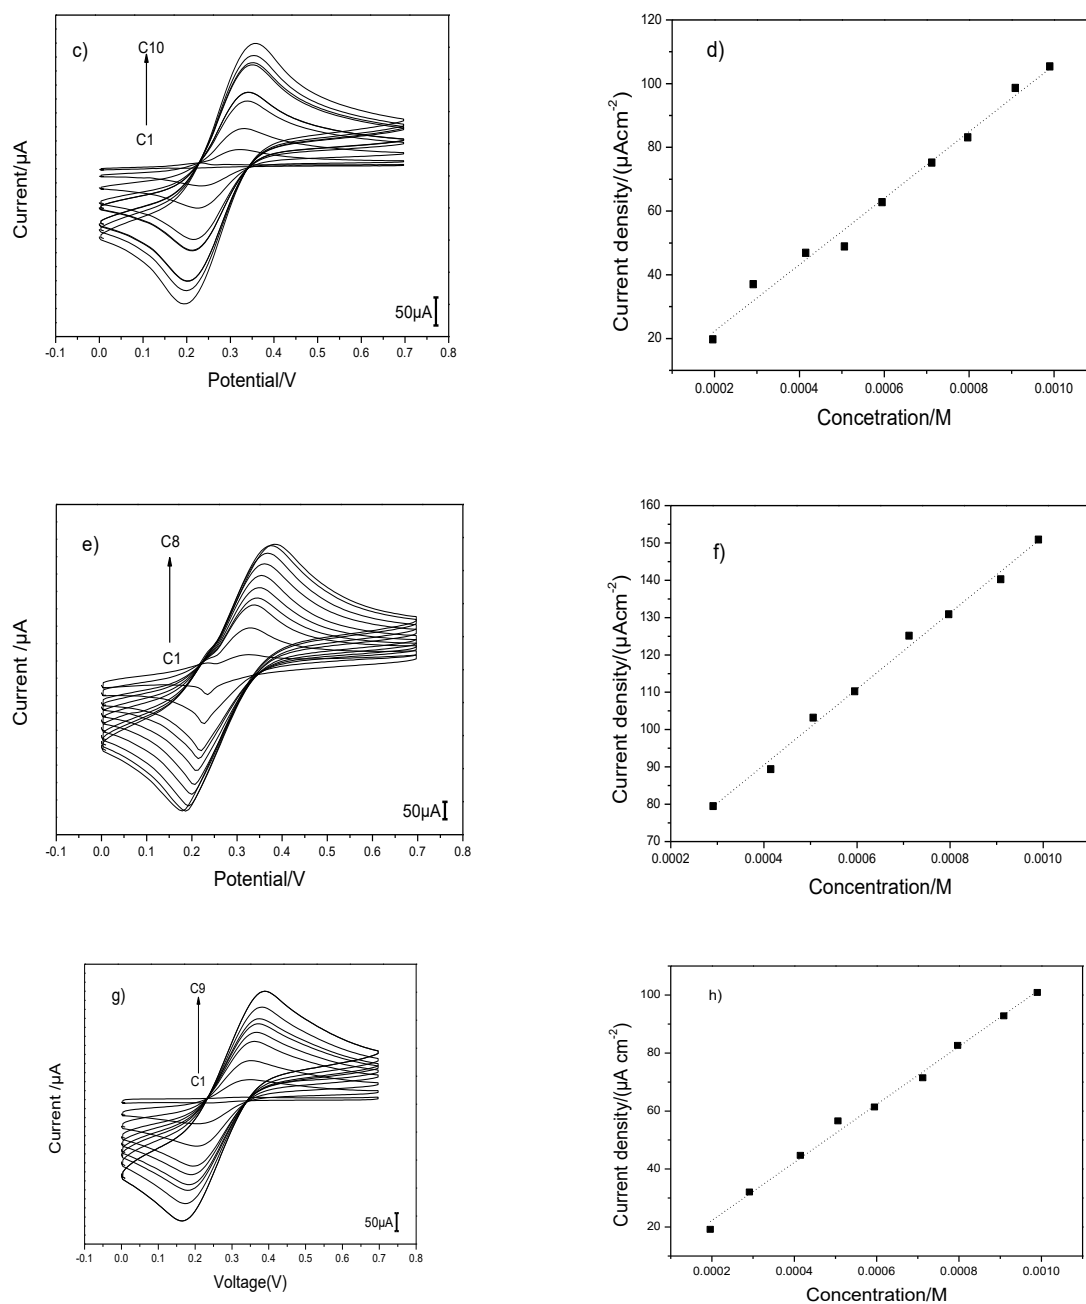 c)
C10
C1
Current/µA
50µA
-0.1 0.0 0.1 0.2 0.3 0.4 0.5 0.6 0.7 0.8
Potential/V
d)
120
100
80
60
40
20
Current density/(µAcm-2)
0.0002 0.0004 0.0006 0.0008 0.0010
Concetration/M
e)
C8
C1
Current /µA
50µA
-0.1 0.0 0.1 0.2 0.3 0.4 0.5 0.6 0.7 0.8
Potential/V
f)
160
150
140
130
120
110
100
90
80
70
Current density/(µAcm-2)
0.0002 0.0004 0.0006 0.0008 0.0010
Concentration/M
g)
C9
C1
Current /µA
50µA
-0.1 0.0 0.1 0.2 0.3 0.4 0.5 0.6 0.7 0.8
Voltage(V)
h)
100
80
60
40
20
Current density/(µA cm-2)
0.0002 0.0004 0.0006 0.0008 0.0010
Concentration/M